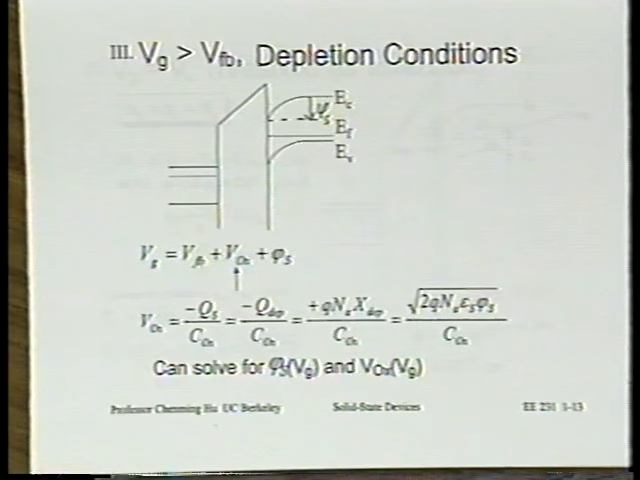 III. Vg > Vfb, Depletion Conditions
Ec
φs
Ef
Ev
Vg = Vfb + VOx + φS
VOx = -QS/COx = -Qdep/COx = +qNaXdep/COx = √(2qNaεSφS)/COx
Can solve for φS(Vg) and VOx(Vg)
Professor Chenming Hu UC Berkeley Solid-State Devices EE 231 3-13